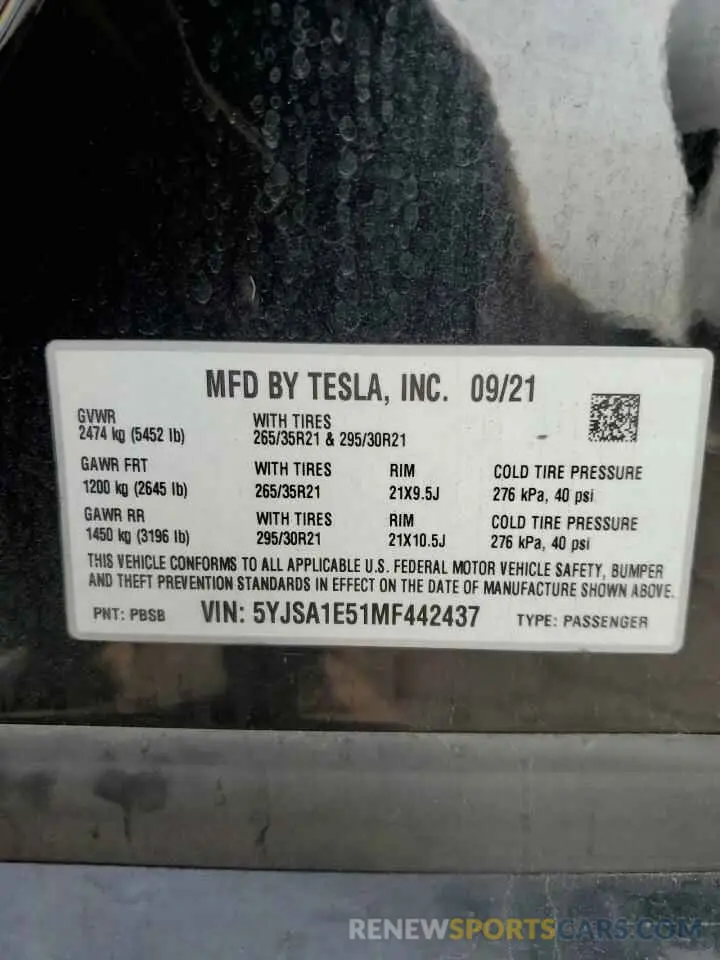 MFD BY TESLA, INC. 09/21
GVWR
2474 kg (5452 lb)
WITH TIRES
265/35R21 & 295/30R21
GAWR FRT WITH TIRES RIM COLD TIRE PRESSURE
1200 kg (2645 lb) 265/35R21 21X9.5J 276 kPa, 40 psi
GAWR RR WITH TIRES RIM COLD TIRE PRESSURE
1450 kg (3196 lb) 295/30R21 21X10.5J 276 kPa, 40 psi
THIS VEHICLE CONFORMS TO ALL APPLICABLE U.S. FEDERAL MOTOR VEHICLE SAFETY, BUMPER
AND THEFT PREVENTION STANDARDS IN EFFECT ON THE DATE OF MANUFACTURE SHOWN ABOVE.
PNT: PBSB VIN: 5YJSA1E51MF442437 TYPE: PASSENGER
RENEWSPORTSCARS.COM